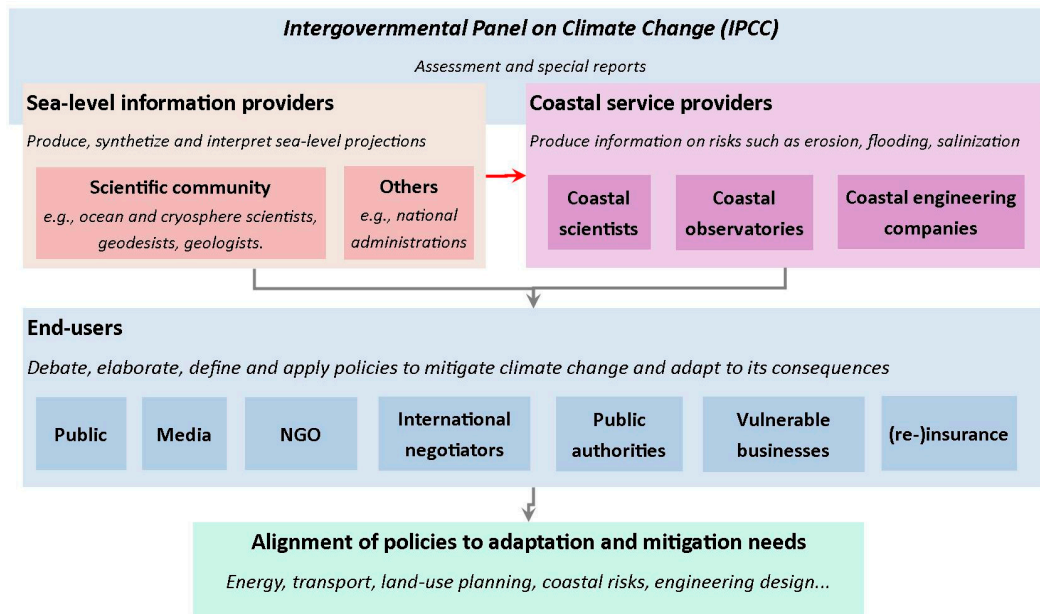 Intergovernmental Panel on Climate Change (IPCC)
Assessment and special reports
Sea-level information providers
Produce, synthetize and interpret sea-level projections
Scientific community
e.g., ocean and cryosphere scientists,
geodesists, geologists.
Others
e.g., national
administrations
Coastal service providers
Produce information on risks such as erosion, flooding, salinization
Coastal
scientists
Coastal
observatories
Coastal engineering
companies
End-users
Debate, elaborate, define and apply policies to mitigate climate change and adapt to its consequences
Public
Media
NGO
International
negotiators
Public
authorities
Vulnerable
businesses
(re-)insurance
Alignment of policies to adaptation and mitigation needs
Energy, transport, land-use planning, coastal risks, engineering design...